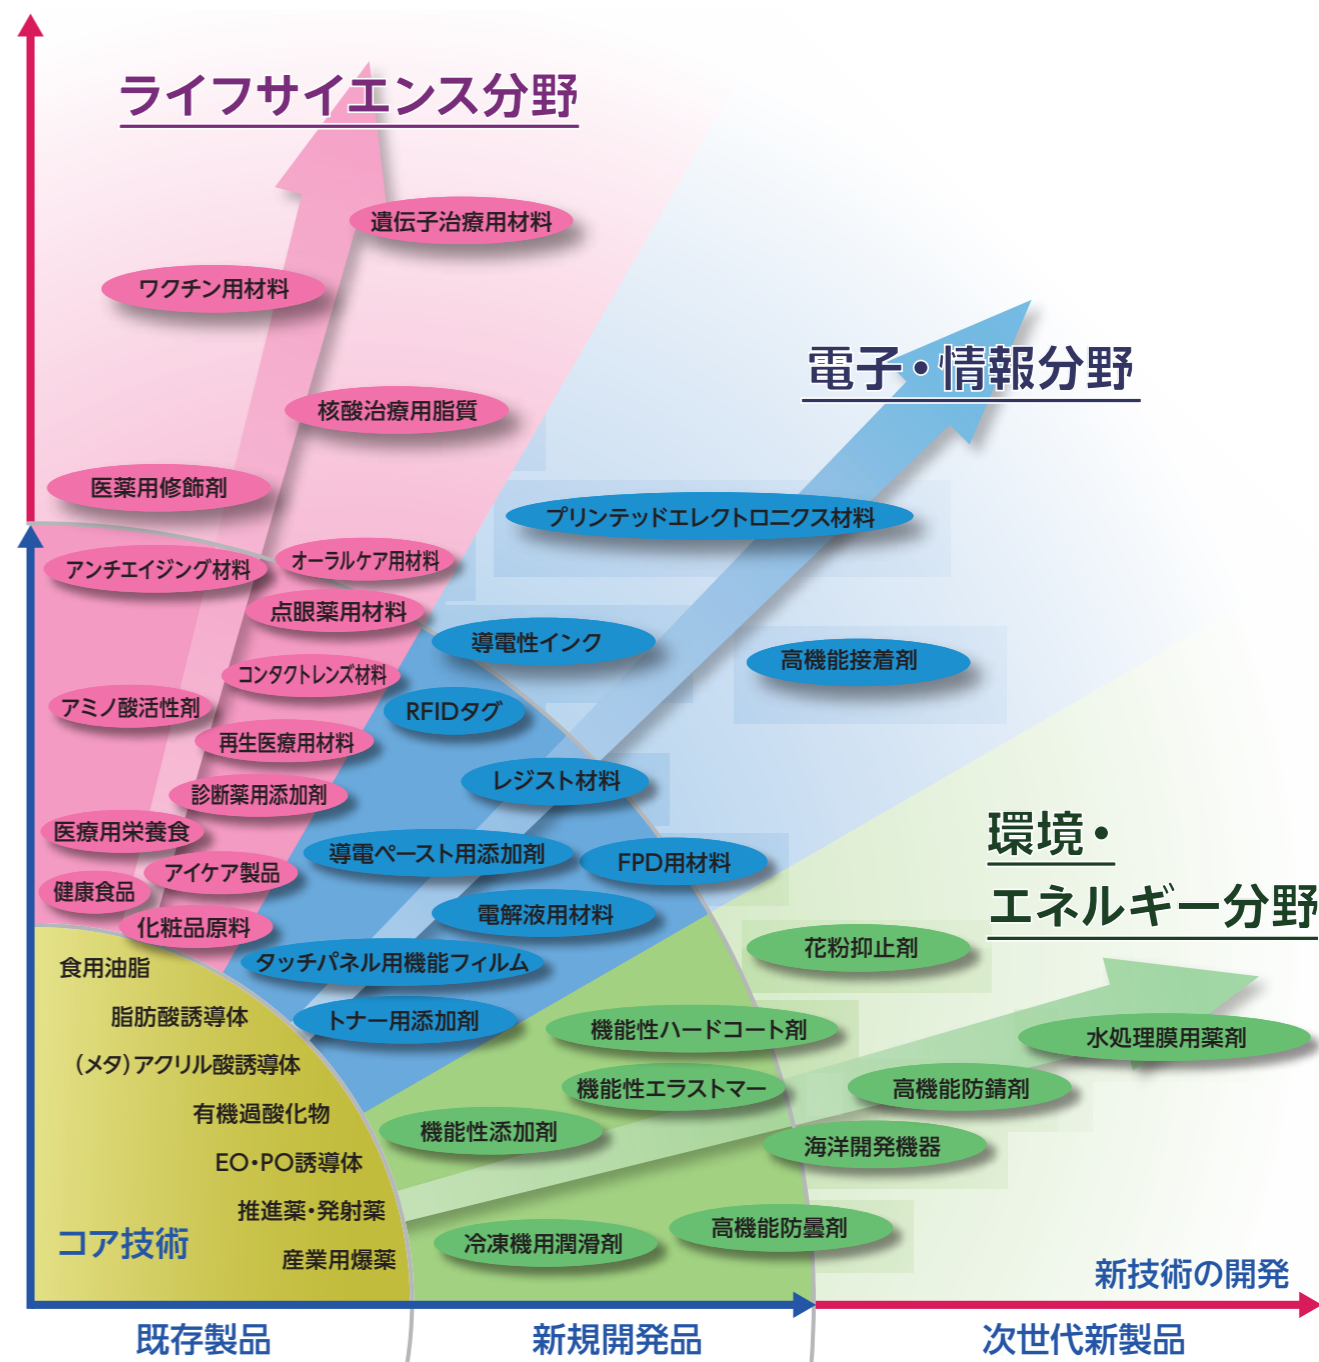 ライフサイエンス分野
遺伝子治療用材料
ワクチン用材料
核酸治療用脂質
医薬用修飾剤
アンチエイジング材料
オーラルケア用材料
点眼薬用材料
コンタクトレンズ材料
アミノ酸活性剤
再生医療用材料
診断薬用添加剤
医療用栄養食
アイケア製品
健康食品
化粧品原料
電子・情報分野
プリンテッドエレクトロニクス材料
導電性インク
高機能接着剤
RFIDタグ
レジスト材料
導電ペースト用添加剤
FPD用材料
電解液用材料
タッチパネル用機能フィルム
トナー用添加剤
環境・
エネルギー分野
花粉抑止剤
機能性ハードコート剤
水処理膜用薬剤
機能性エラストマー
高機能防錆剤
機能性添加剤
海洋開発機器
高機能防曇剤
冷凍機用潤滑剤
食用油脂
脂肪酸誘導体
（メタ）アクリル酸誘導体
有機過酸化物
EO・PO誘導体
推進薬・発射薬
産業用爆薬
コア技術
新技術の開発
既存製品
新規開発品
次世代新製品